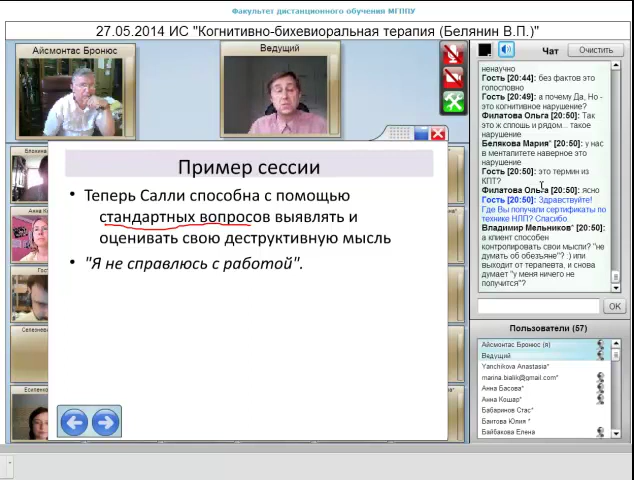 Факультет дистанционного обучения МГППУ
27.05.2014 ИС "Когнитивно-бихевиоральная терапия (Белянин В.П.)"
Айсмонтас Бронюс
Ведущий
Чат
Очистить
Пример сессии
• Теперь Салли способна с помощью
стандартных вопросов выявлять и
оценивать свою деструктивную мысль
• "Я не справлюсь с работой".
ненаучно
Гость [20:44]: без фактов это
голословно
Гость [20:49]: а почему Да, Но -
это когнитивное нарушение?
Филатова Ольга [20:50]: Так
это ж сппошь и рядом... такое
нарушение
Белякова Мария* [20:50]: у нас
в менталитете наверное это
нарушение
Гость [20:50]: это термин из
КПТ?
Филатова Ольга [20:50]: ясно
Гость [20:50]: Здравствуйте!
Где Вы получали сертификаты по
технике НЛП? Спасибо.
Владимир Мельников* [20:50]:
а клиент способен
контролировать свои мысли? "не
думать об обезьяне"? :) или
выходит от терапевта, и снова
думает "у меня ничего не
получится"?
OK
Пользователи (57)
Айсмонтас Бронюс (я)
Ведущий
Yanchikova Anastasia*
marina.bialik@gmail.com*
Анна Басова*
Анна Кошар*
Бабаринов Стас*
Баитова Юлия *
Байбакова Елена